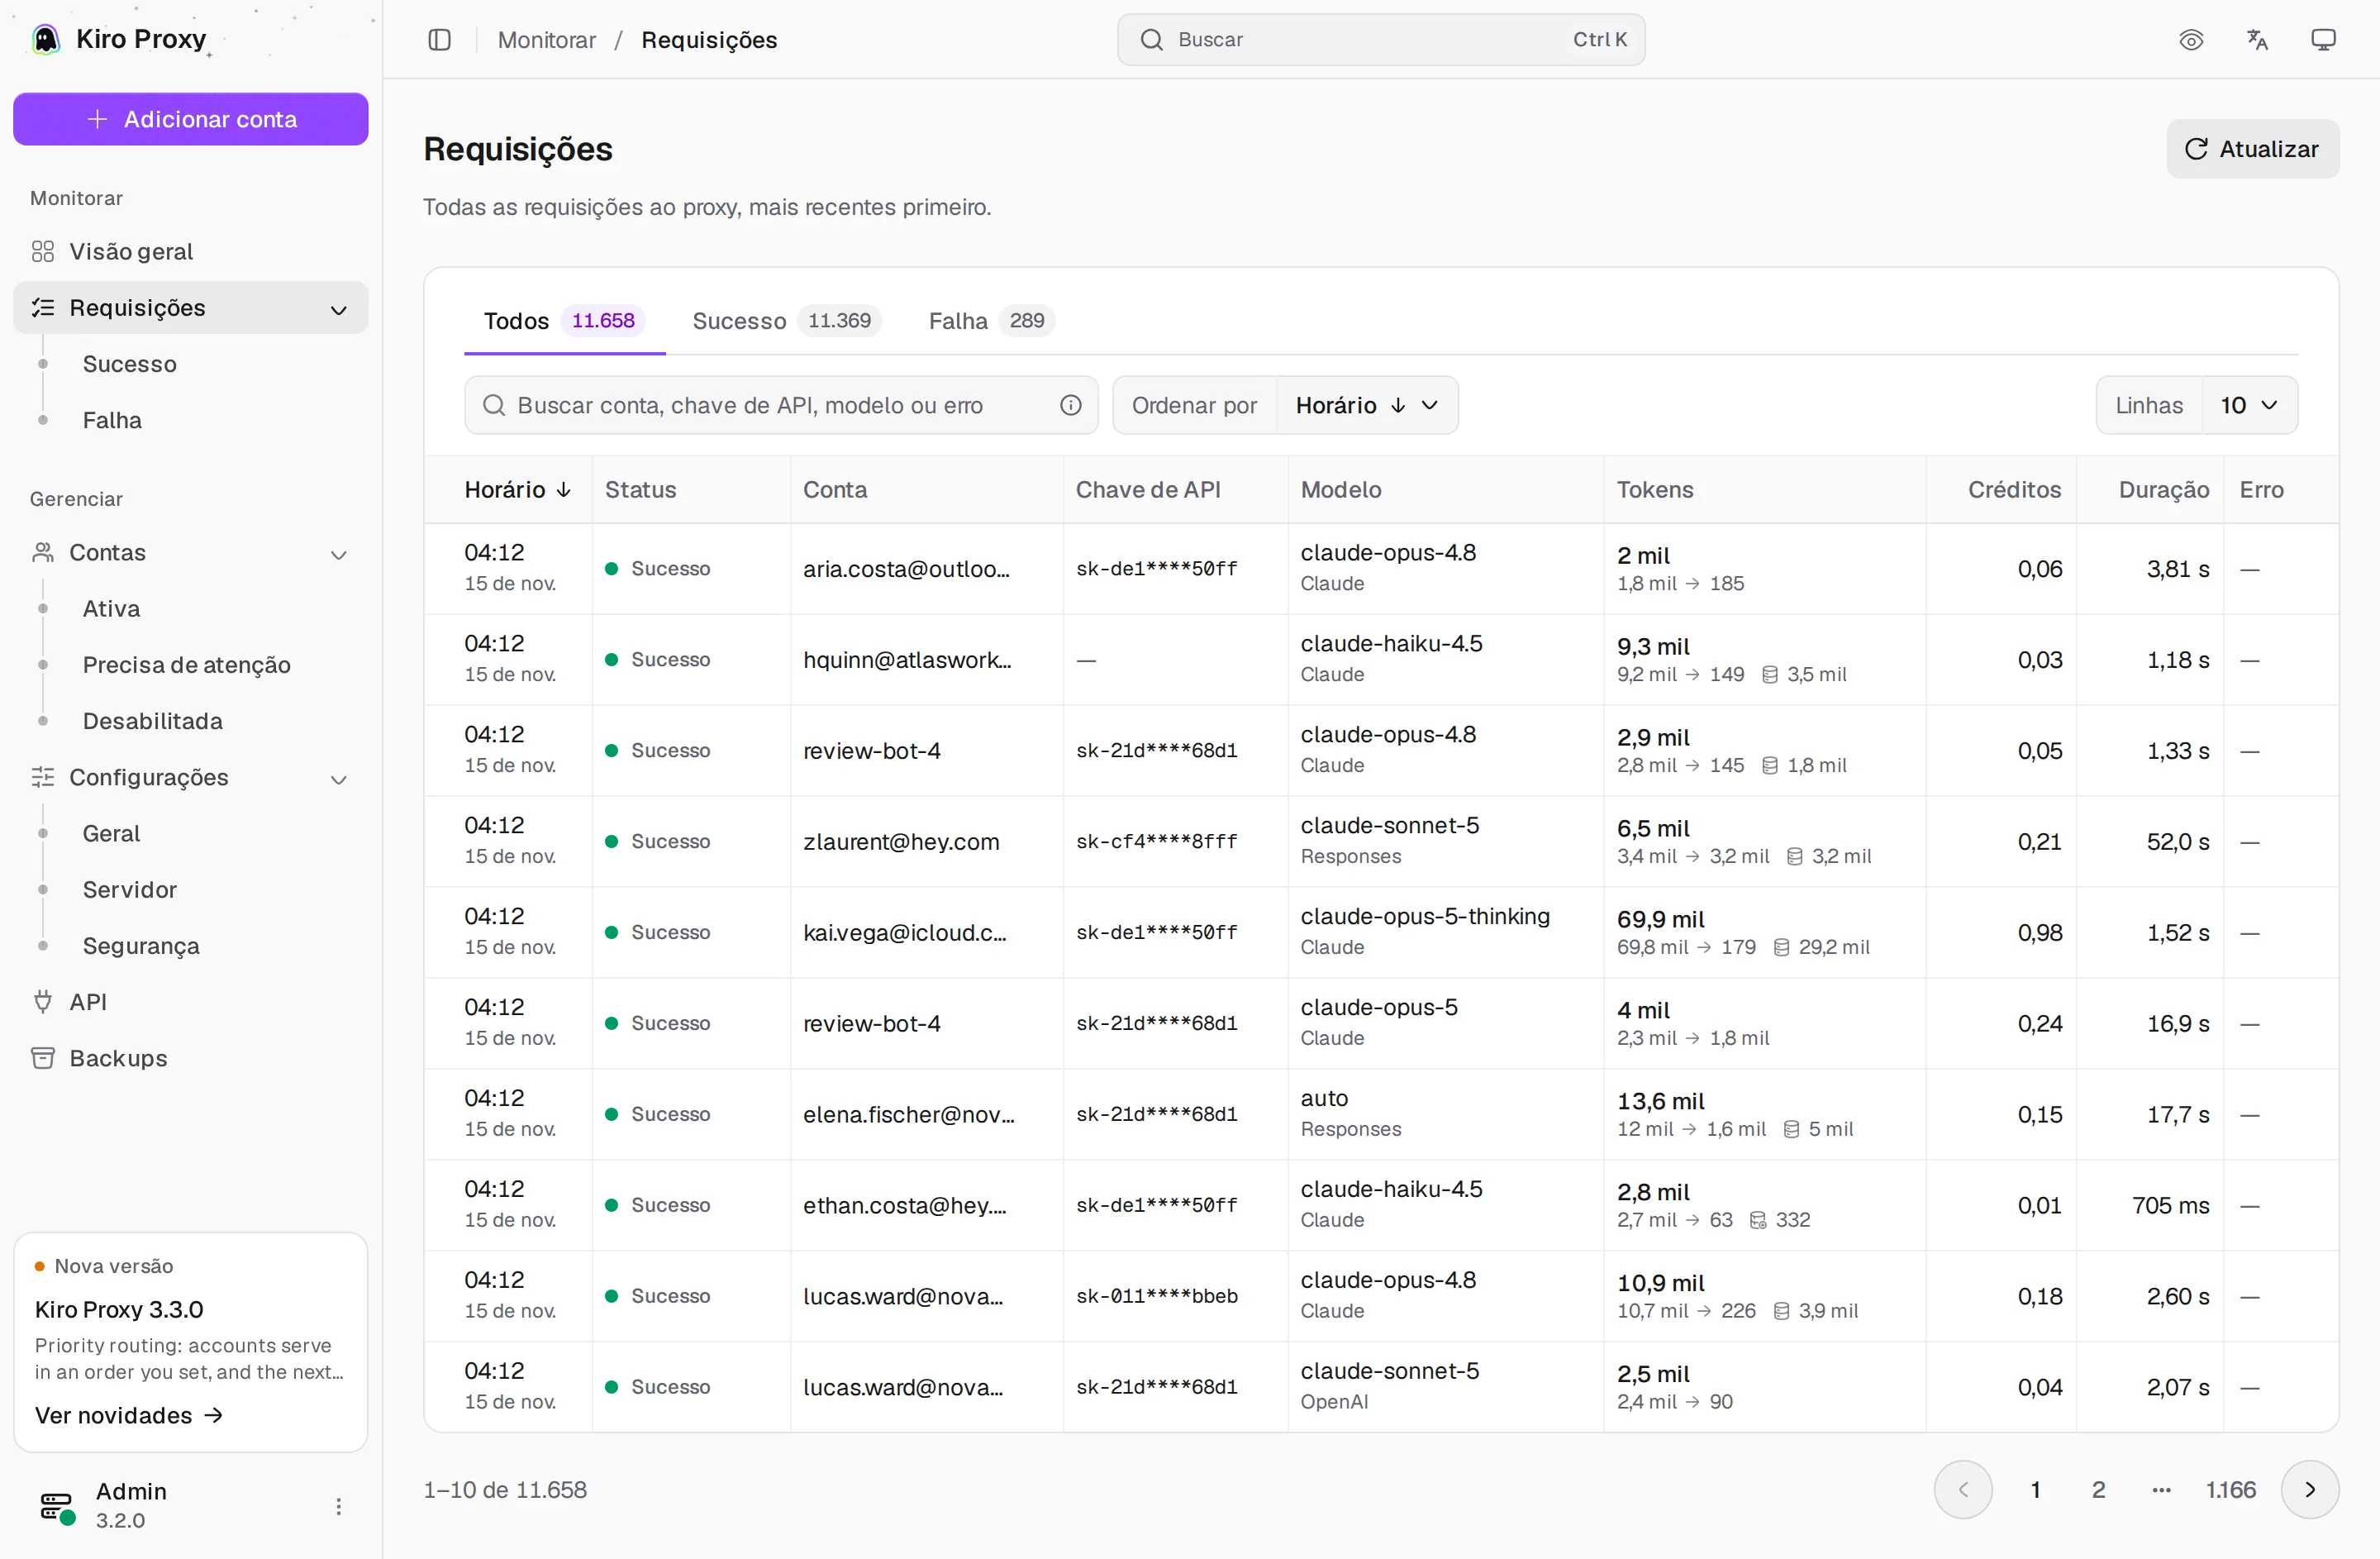 Kiro Proxy
Adicionar conta
Monitorar
Visão geral
Requisições
Sucesso
Falha
Gerenciar
Contas
Ativa
Precisa de atenção
Desabilitada
Configurações
Geral
Servidor
Segurança
API
Backups
Nova versão
Kiro Proxy 3.3.0
Priority routing: accounts serve
in an order you set, and the next...
Ver novidades →
Admin
3.2.0
Monitorar / Requisições
Buscar Ctrl K
Requisições
Atualizar
Todas as requisições ao proxy, mais recentes primeiro.
Todos 11.658 Sucesso 11.369 Falha 289
Buscar conta, chave de API, modelo ou erro
Ordenar por Horário ↓
Linhas 10
Horário ↓ Status Conta Chave de API Modelo Tokens Créditos Duração Erro
04:12 claude-opus-4.8 2 mil
Sucesso aria.costa@outloo... sk-de1****50ff 0,06 3,81 s —
15 de nov. Claude 1,8 mil → 185
04:12 claude-haiku-4.5 9,3 mil
Sucesso hquinn@atlaswork... — 0,03 1,18 s —
15 de nov. Claude 9,2 mil → 149 3,5 mil
04:12 claude-opus-4.8 2,9 mil
Sucesso review-bot-4 sk-21d****68d1 0,05 1,33 s —
15 de nov. Claude 2,8 mil → 145 1,8 mil
04:12 claude-sonnet-5 6,5 mil
Sucesso zlaurent@hey.com sk-cf4****8fff 0,21 52,0 s —
15 de nov. Responses 3,4 mil → 3,2 mil 3,2 mil
04:12 claude-opus-5-thinking 69,9 mil
Sucesso kai.vega@icloud.c... sk-de1****50ff 0,98 1,52 s —
15 de nov. Claude 69,8 mil → 179 29,2 mil
04:12 claude-opus-5 4 mil
Sucesso review-bot-4 sk-21d****68d1 0,24 16,9 s —
15 de nov. Claude 2,3 mil → 1,8 mil
04:12 auto 13,6 mil
Sucesso elena.fischer@nov... sk-21d****68d1 0,15 17,7 s —
15 de nov. Responses 12 mil → 1,6 mil 5 mil
04:12 claude-haiku-4.5 2,8 mil
Sucesso ethan.costa@hey.... sk-de1****50ff 0,01 705 ms —
15 de nov. Claude 2,7 mil → 63 332
04:12 claude-opus-4.8 10,9 mil
Sucesso lucas.ward@nova... sk-011****bbeb 0,18 2,60 s —
15 de nov. Claude 10,7 mil → 226 3,9 mil
04:12 claude-sonnet-5 2,5 mil
Sucesso lucas.ward@nova... sk-21d****68d1 0,04 2,07 s —
15 de nov. OpenAI 2,4 mil → 90
1–10 de 11.658
1 2 ... 1.166